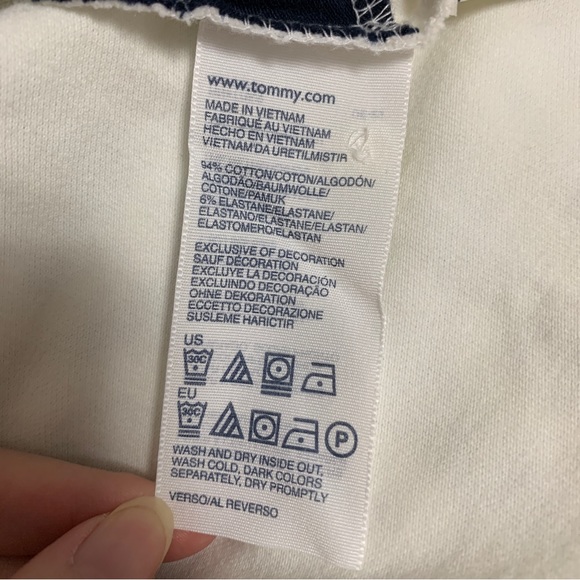 www.tommy.com
MADE IN VIETNAM
FABRIQUÉ AU VIETNAM
HECHO EN VIETNAM
VIETNAM DA URETILMISTIR
94% COTTON/COTON/ALGODÓN/
ALGODÃO/BAUMWOLLE/
COTONE/PAMUK
6% ELASTANE/ELASTANE/
ELASTANO/ELASTANE/ELASTAN/
ELASTOMERO/ELASTAN
EXCLUSIVE OF DECORATION
SAUF DÉCORATION
EXCLUYE LA DECORACIÓN
EXCLUINDO DECORAÇÃO
OHNE DEKORATION
ECCETTO DECORAZIONE
SUSLEME HARICTIR
US
30C
EU
30C P
WASH AND DRY INSIDE OUT,
WASH COLD, DARK COLORS
SEPARATELY, DRY PROMPTLY
VERSO/AL REVERSO